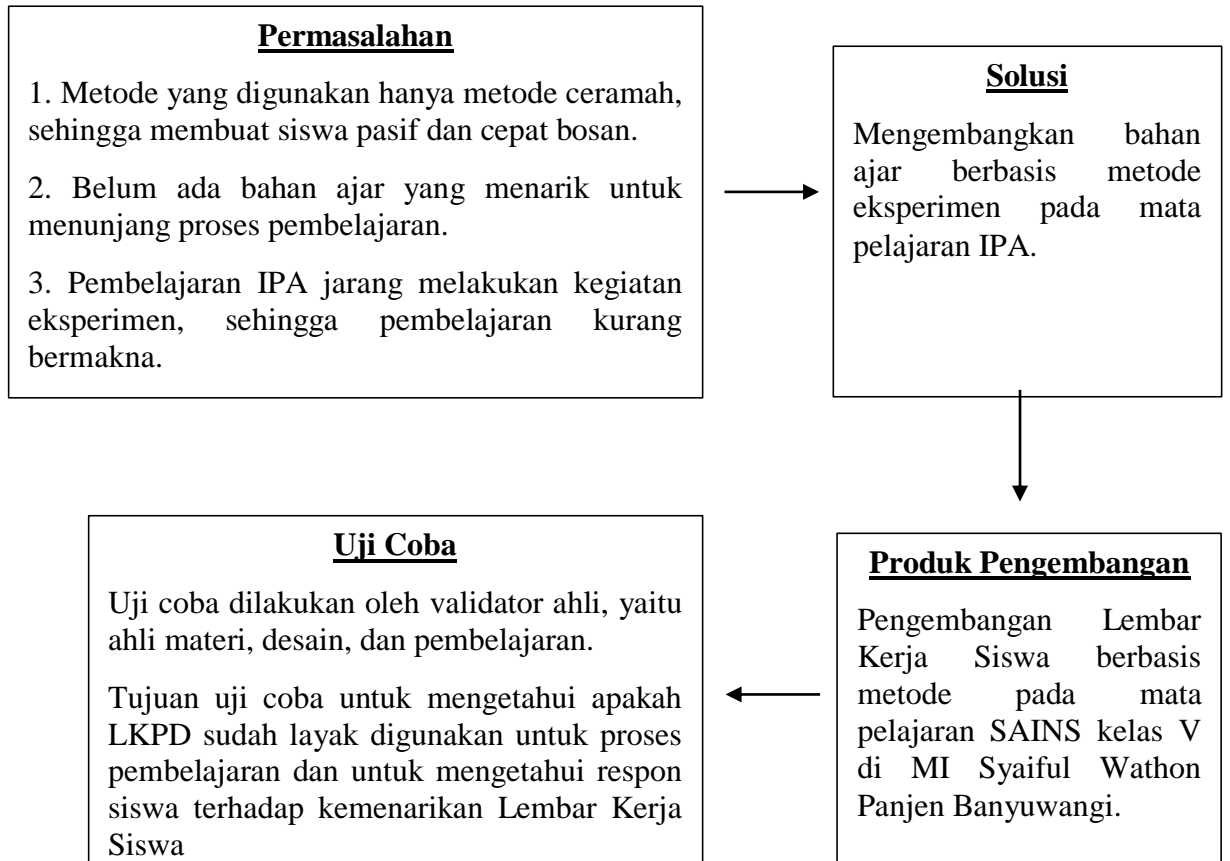 Permasalahan
1. Metode yang digunakan hanya metode ceramah,
sehingga membuat siswa pasif dan cepat bosan.
2. Belum ada bahan ajar yang menarik untuk
menunjang proses pembelajaran.
3. Pembelajaran IPA jarang melakukan kegiatan
eksperimen, sehingga pembelajaran kurang
bermakna.
Solusi
Mengembangkan bahan
ajar berbasis metode
eksperimen pada mata
pelajaran IPA.
Produk Pengembangan
Pengembangan Lembar
Kerja Siswa berbasis
metode pada mata
pelajaran SAINS kelas V
di MI Syaiful Wathon
Panjen Banyuwangi.
Uji Coba
Uji coba dilakukan oleh validator ahli, yaitu
ahli materi, desain, dan pembelajaran.
Tujuan uji coba untuk mengetahui apakah
LKPD sudah layak digunakan untuk proses
pembelajaran dan untuk mengetahui respon
siswa terhadap kemenarikan Lembar Kerja
Siswa